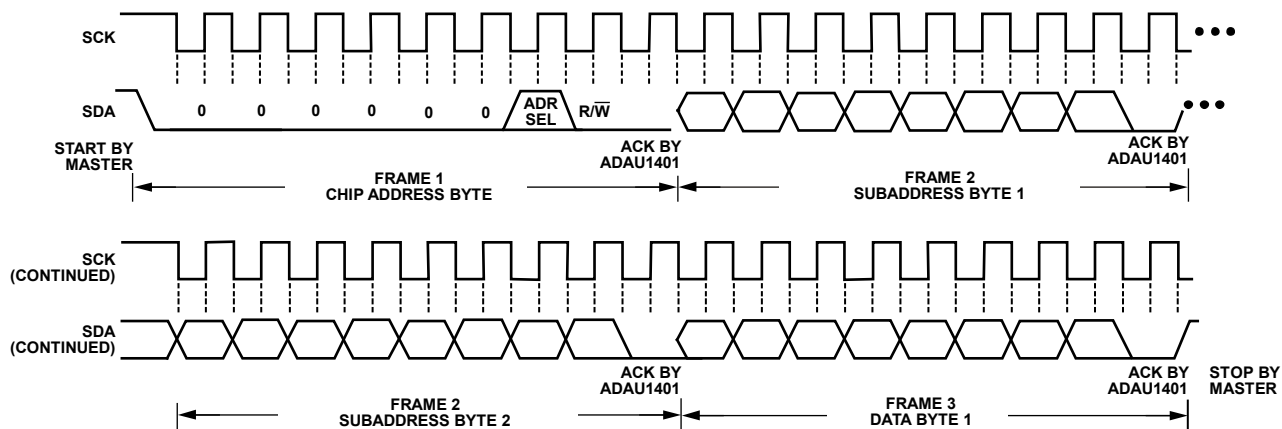 SCK
SDA
0 0 0 0 0 0
ADR
SEL
R/W̅
START BY
MASTER
ACK BY
ADAU1401
ACK BY
ADAU1401
FRAME 1
CHIP ADDRESS BYTE
FRAME 2
SUBADDRESS BYTE 1
SCK
(CONTINUED)
SDA
(CONTINUED)
ACK BY
ADAU1401
ACK BY
ADAU1401
STOP BY
MASTER
FRAME 2
SUBADDRESS BYTE 2
FRAME 3
DATA BYTE 1